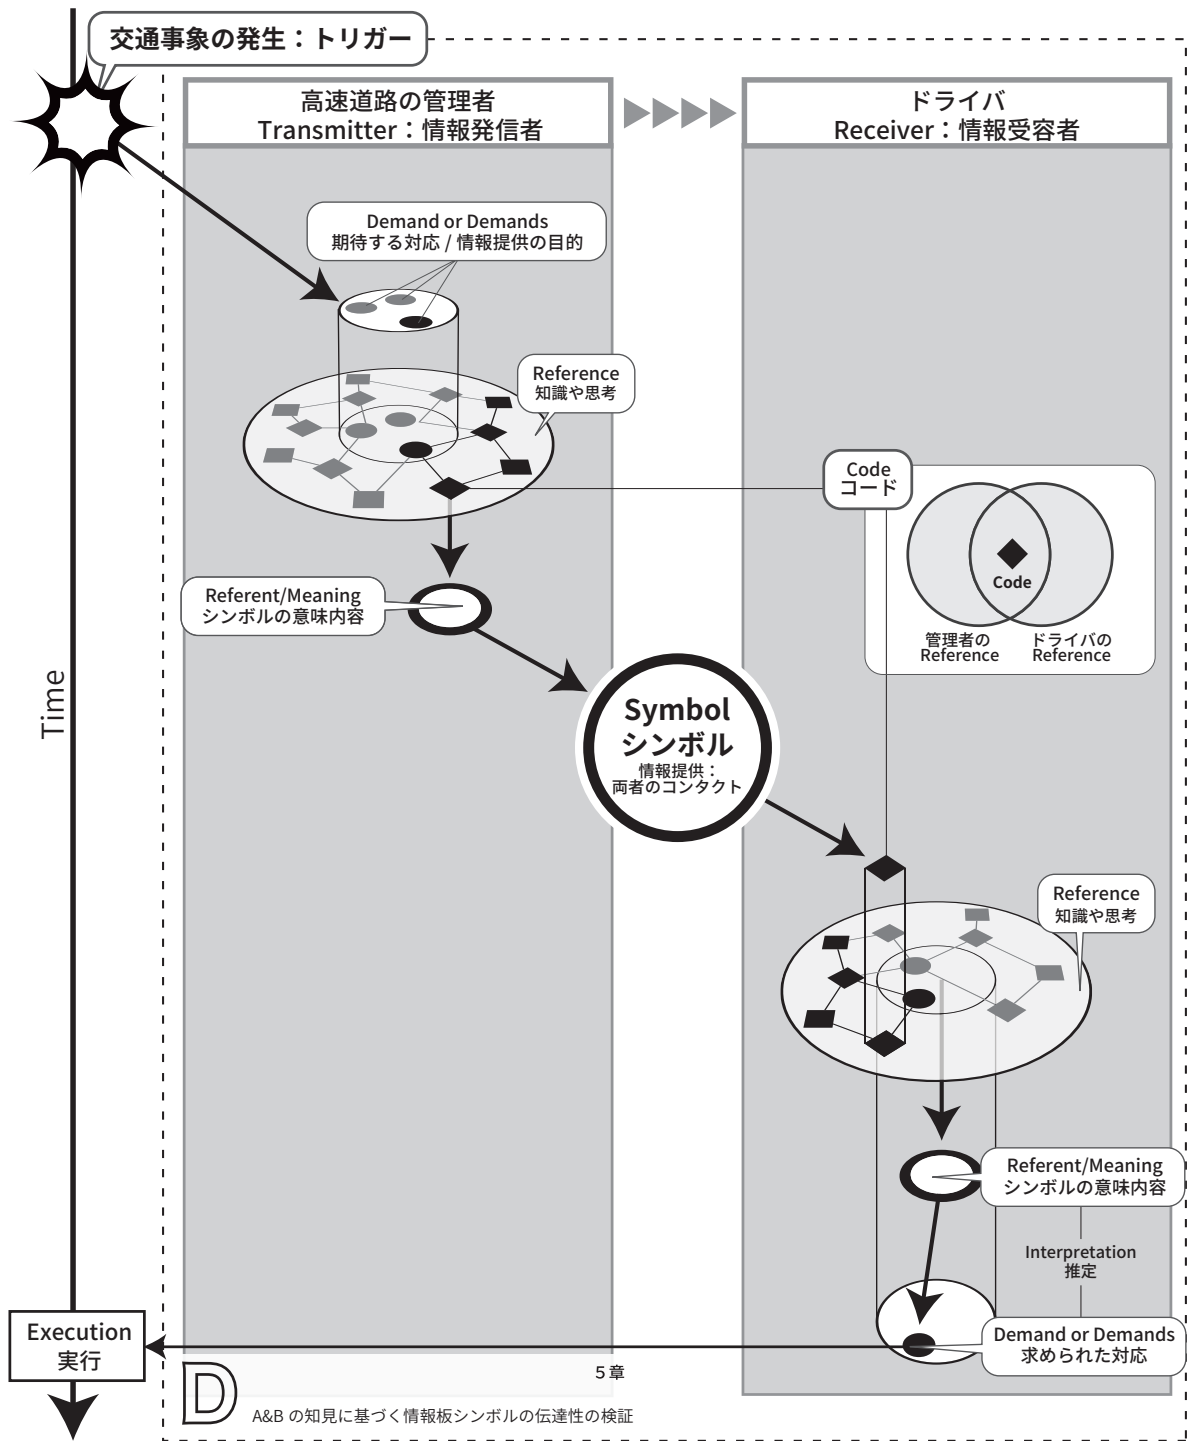 交通事象の発生：トリガー
高速道路の管理者
Transmitter：情報発信者
ドライバ
Receiver：情報受容者
Demand or Demands
期待する対応 / 情報提供の目的
Reference
知識や思考
Code
コード
Code
管理者の
Reference
ドライバの
Reference
Referent/Meaning
シンボルの意味内容
Time
Symbol
シンボル
情報提供：
両者のコンタクト
Reference
知識や思考
Referent/Meaning
シンボルの意味内容
Interpretation
推定
Demand or Demands
求められた対応
Execution
実行
5 章
D
A&B の知見に基づく情報板シンボルの伝達性の検証